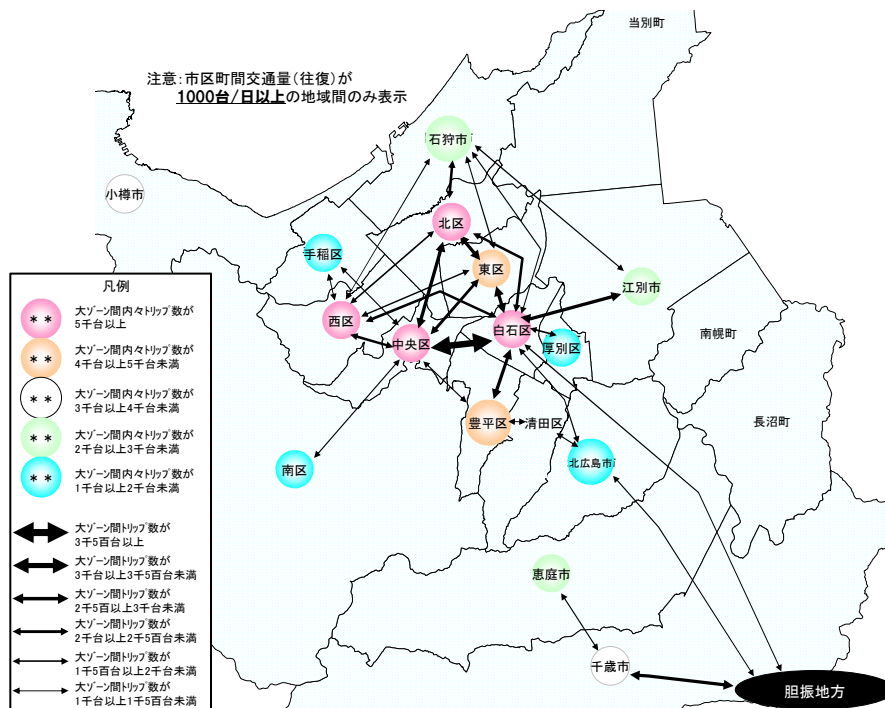 当別町
注意:市区町間交通量(往復)が
1000台/日以上の地域間のみ表示
石狩市
小樽市
北区
手稲区
東区
江別市
西区
中央区
白石区
厚別区
南幌町
長沼町
豊平区
清田区
北広島市
南区
恵庭市
千歳市
胆振地方
凡例
** 大ゾーン間内々トリップ数が
5千台以上
** 大ゾーン間内々トリップ数が
4千台以上5千台未満
** 大ゾーン間内々トリップ数が
3千台以上4千台未満
** 大ゾーン間内々トリップ数が
2千台以上3千台未満
** 大ゾーン間内々トリップ数が
1千台以上2千台未満
大ゾーン間トリップ数が
3千5百台以上
大ゾーン間トリップ数が
3千台以上3千5百台未満
大ゾーン間トリップ数が
2千5百以上3千台未満
大ゾーン間トリップ数が
2千台以上2千5百台未満
大ゾーン間トリップ数が
1千5百台以上2千台未満
大ゾーン間トリップ数が
1千台以上1千5百台未満